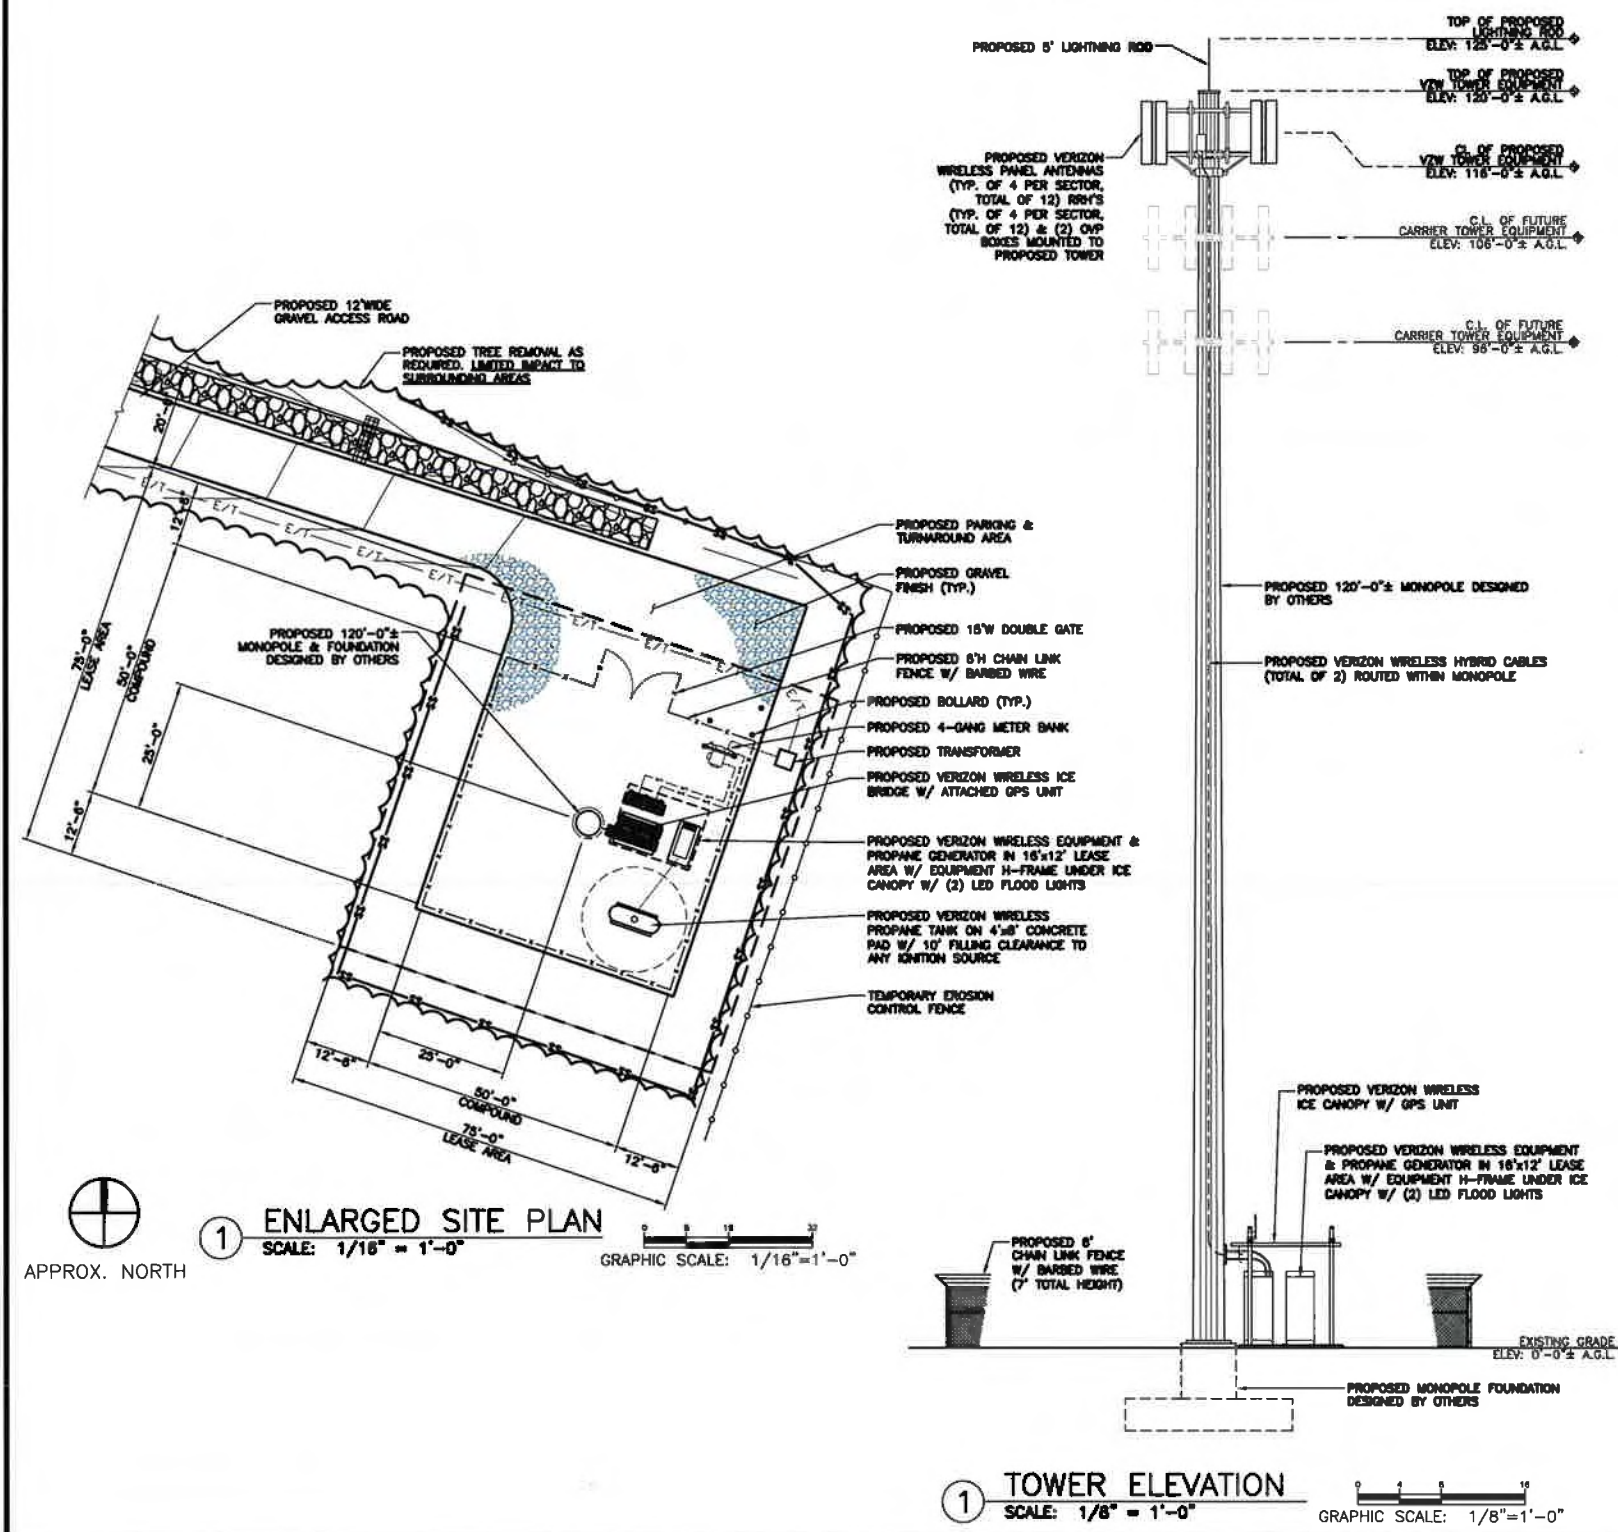 PROPOSED 12'WIDE
GRAVEL ACCESS ROAD
PROPOSED TREE REMOVAL AS
REQUIRED. LIMITED IMPACT TO
SURROUNDING AREAS
20'-0"
12'-6"
E/T
E/T
E/T
E/T
E/T
E
E/T
E/T
E
E/T
75'-0"
LEASE AREA
50'-0"
COMPOUND
25'-0"
12'-6"
PROPOSED 120'-0"±
MONOPOLE & FOUNDATION
DESIGNED BY OTHERS
PROPOSED PARKING &
TURNAROUND AREA
PROPOSED GRAVEL
FINISH (TYP.)
PROPOSED 15'W DOUBLE GATE
PROPOSED 6'H CHAIN LINK
FENCE W/ BARBED WIRE
PROPOSED BOLLARD (TYP.)
PROPOSED 4-GANG METER BANK
PROPOSED TRANSFORMER
PROPOSED VERIZON WIRELESS ICE
BRIDGE W/ ATTACHED GPS UNIT
PROPOSED VERIZON WIRELESS EQUIPMENT &
PROPANE GENERATOR IN 16'x12' LEASE
AREA W/ EQUIPMENT H-FRAME UNDER ICE
CANOPY W/ (2) LED FLOOD LIGHTS
PROPOSED VERIZON WIRELESS
PROPANE TANK ON 4'x8' CONCRETE
PAD W/ 10' FILLING CLEARANCE TO
ANY IGNITION SOURCE
TEMPORARY EROSION
CONTROL FENCE
12'-6"
25'-0"
50'-0"
COMPOUND
75'-0"
LEASE AREA
12'-6"
APPROX. NORTH
1
ENLARGED SITE PLAN
SCALE: 1/16" = 1'-0"
0 8 16 32
GRAPHIC SCALE: 1/16"=1'-0"
PROPOSED 5' LIGHTNING ROD
TOP OF PROPOSED
LIGHTNING ROD
ELEV: 125'-0"± A.G.L.
TOP OF PROPOSED
VZW TOWER EQUIPMENT
ELEV: 120'-0"± A.G.L.
PROPOSED VERIZON
WIRELESS PANEL ANTENNAS
(TYP. OF 4 PER SECTOR,
TOTAL OF 12) RRH'S
(TYP. OF 4 PER SECTOR,
TOTAL OF 12) & (2) OVP
BOXES MOUNTED TO
PROPOSED TOWER
C.L. OF PROPOSED
VZW TOWER EQUIPMENT
ELEV: 116'-0"± A.G.L.
C.L. OF FUTURE
CARRIER TOWER EQUIPMENT
ELEV: 106'-0"± A.G.L.
C.L. OF FUTURE
CARRIER TOWER EQUIPMENT
ELEV: 96'-0"± A.G.L.
PROPOSED 120'-0"± MONOPOLE DESIGNED
BY OTHERS
PROPOSED VERIZON WIRELESS HYBRID CABLES
(TOTAL OF 2) ROUTED WITHIN MONOPOLE
PROPOSED VERIZON WIRELESS
ICE CANOPY W/ GPS UNIT
PROPOSED VERIZON WIRELESS EQUIPMENT
& PROPANE GENERATOR IN 16'x12' LEASE
AREA W/ EQUIPMENT H-FRAME UNDER ICE
CANOPY W/ (2) LED FLOOD LIGHTS
PROPOSED 6'
CHAIN LINK FENCE
W/ BARBED WIRE
(7' TOTAL HEIGHT)
EXISTING GRADE
ELEV: 0'-0"± A.G.L.
PROPOSED MONOPOLE FOUNDATION
DESIGNED BY OTHERS
1
TOWER ELEVATION
SCALE: 1/8" = 1'-0"
0 4 8 16
GRAPHIC SCALE: 1/8"=1'-0"